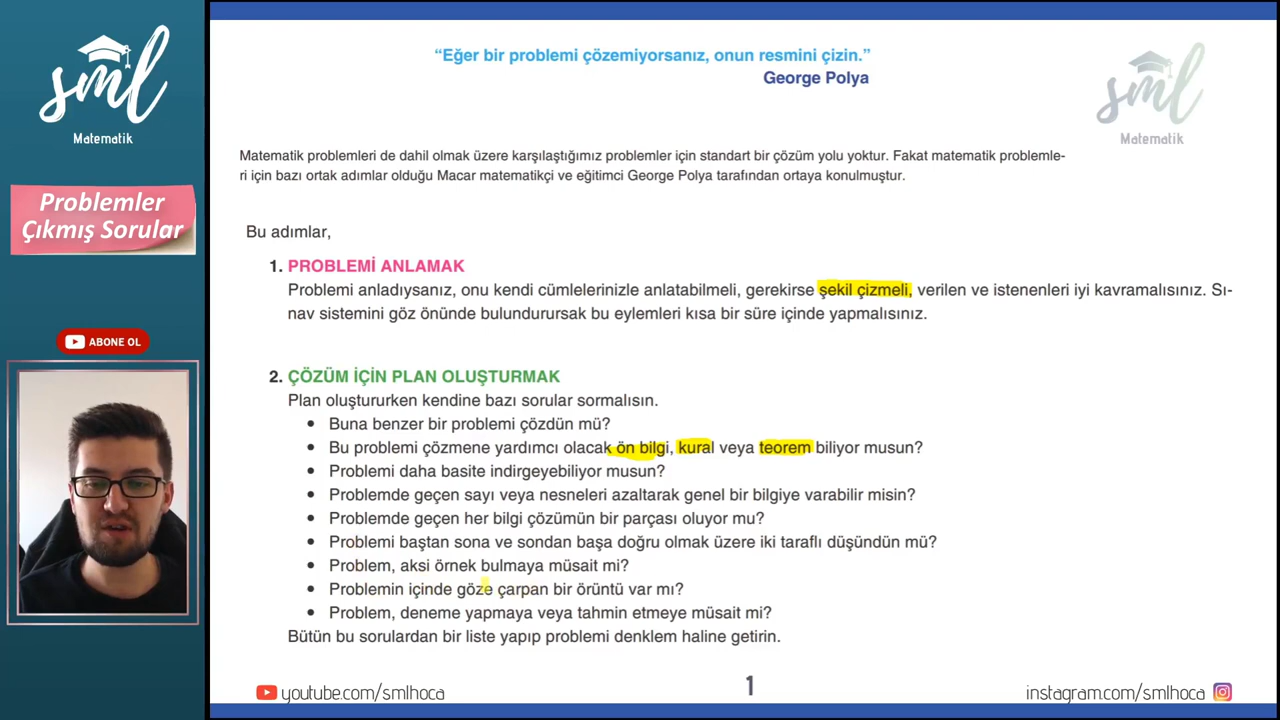 sml
Matematik
Problemler
Çıkmış Sorular
ABONE OL
“Eğer bir problemi çözemiyorsanız, onun resmini çizin.”
George Polya
sml
Matematik
Matematik problemleri de dahil olmak üzere karşılaştığımız problemler için standart bir çözüm yolu yoktur. Fakat matematik problemle-
ri için bazı ortak adımlar olduğu Macar matematikçi ve eğitimci George Polya tarafından ortaya konulmuştur.
Bu adımlar,
1. PROBLEMİ ANLAMAK
Problemi anladıysanız, onu kendi cümlelerinizle anlatabilmeli, gerekirse şekil çizmeli, verilen ve istenenleri iyi kavramalısınız. Sı-
nav sistemini göz önünde bulundurursak bu eylemleri kısa bir süre içinde yapmalısınız.
2. ÇÖZÜM İÇİN PLAN OLUŞTURMAK
Plan oluştururken kendine bazı sorular sormalısın.
• Buna benzer bir problemi çözdün mü?
• Bu problemi çözmene yardımcı olacak ön bilgi, kural veya teorem biliyor musun?
• Problemi daha basite indirgeyebiliyor musun?
• Problemde geçen sayı veya nesneleri azaltarak genel bir bilgiye varabilir misin?
• Problemde geçen her bilgi çözümün bir parçası oluyor mu?
• Problemi baştan sona ve sondan başa doğru olmak üzere iki taraflı düşündün mü?
• Problem, aksi örnek bulmaya müsait mi?
• Problemin içinde göze çarpan bir örüntü var mı?
• Problem, deneme yapmaya veya tahmin etmeye müsait mi?
Bütün bu sorulardan bir liste yapıp problemi denklem haline getirin.
youtube.com/smlhoca
1
instagram.com/smlhoca